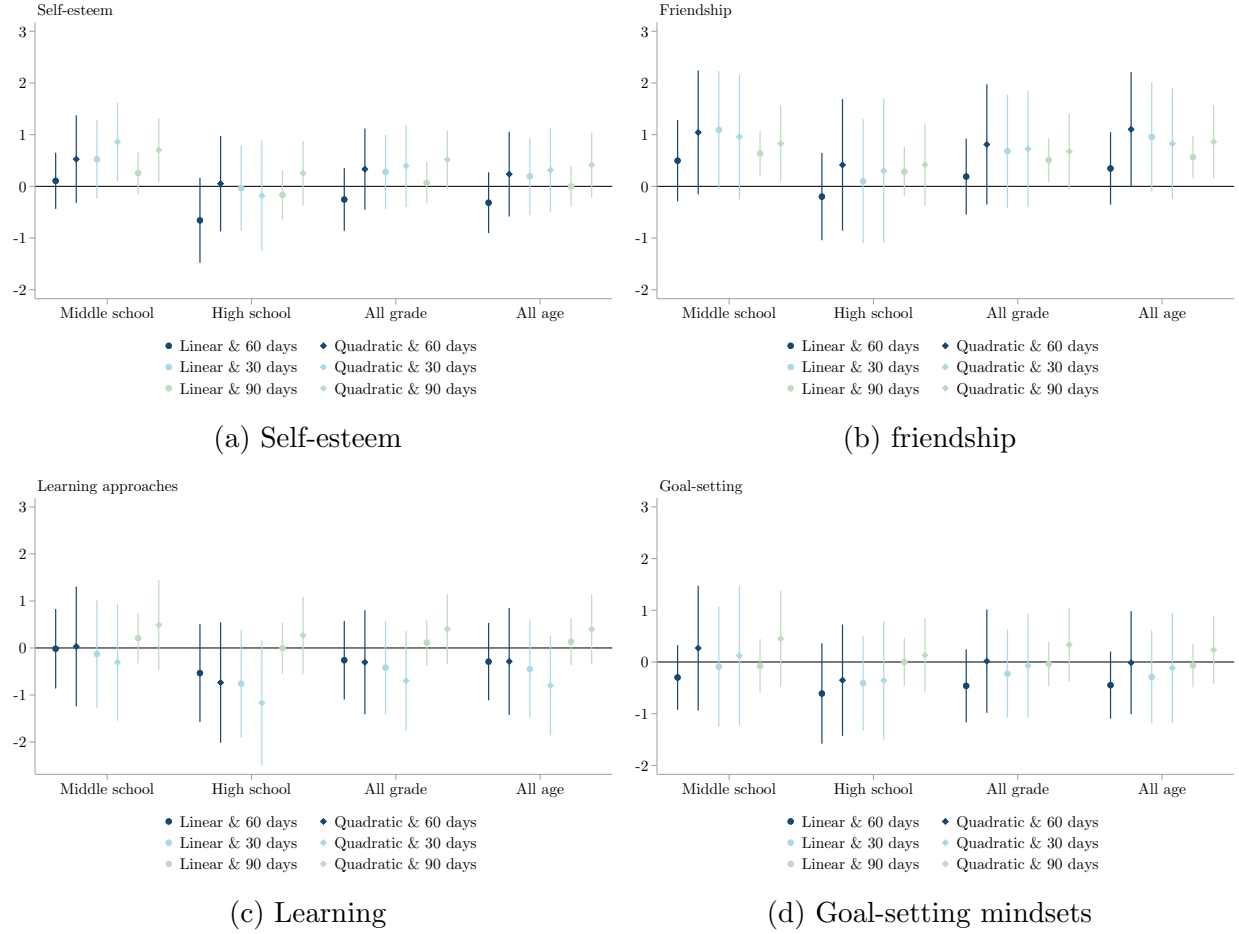 Self-esteem
3
2
1
0
-1
-2
Middle school High school All grade All age
Linear & 60 days Quadratic & 60 days
Linear & 30 days Quadratic & 30 days
Linear & 90 days Quadratic & 90 days
(a) Self-esteem
Friendship
3
2
1
0
-1
-2
Middle school High school All grade All age
Linear & 60 days Quadratic & 60 days
Linear & 30 days Quadratic & 30 days
Linear & 90 days Quadratic & 90 days
(b) friendship
Learning approaches
3
2
1
0
-1
-2
Middle school High school All grade All age
Linear & 60 days Quadratic & 60 days
Linear & 30 days Quadratic & 30 days
Linear & 90 days Quadratic & 90 days
(c) Learning
Goal-setting
3
2
1
0
-1
-2
Middle school High school All grade All age
Linear & 60 days Quadratic & 60 days
Linear & 30 days Quadratic & 30 days
Linear & 90 days Quadratic & 90 days
(d) Goal-setting mindsets